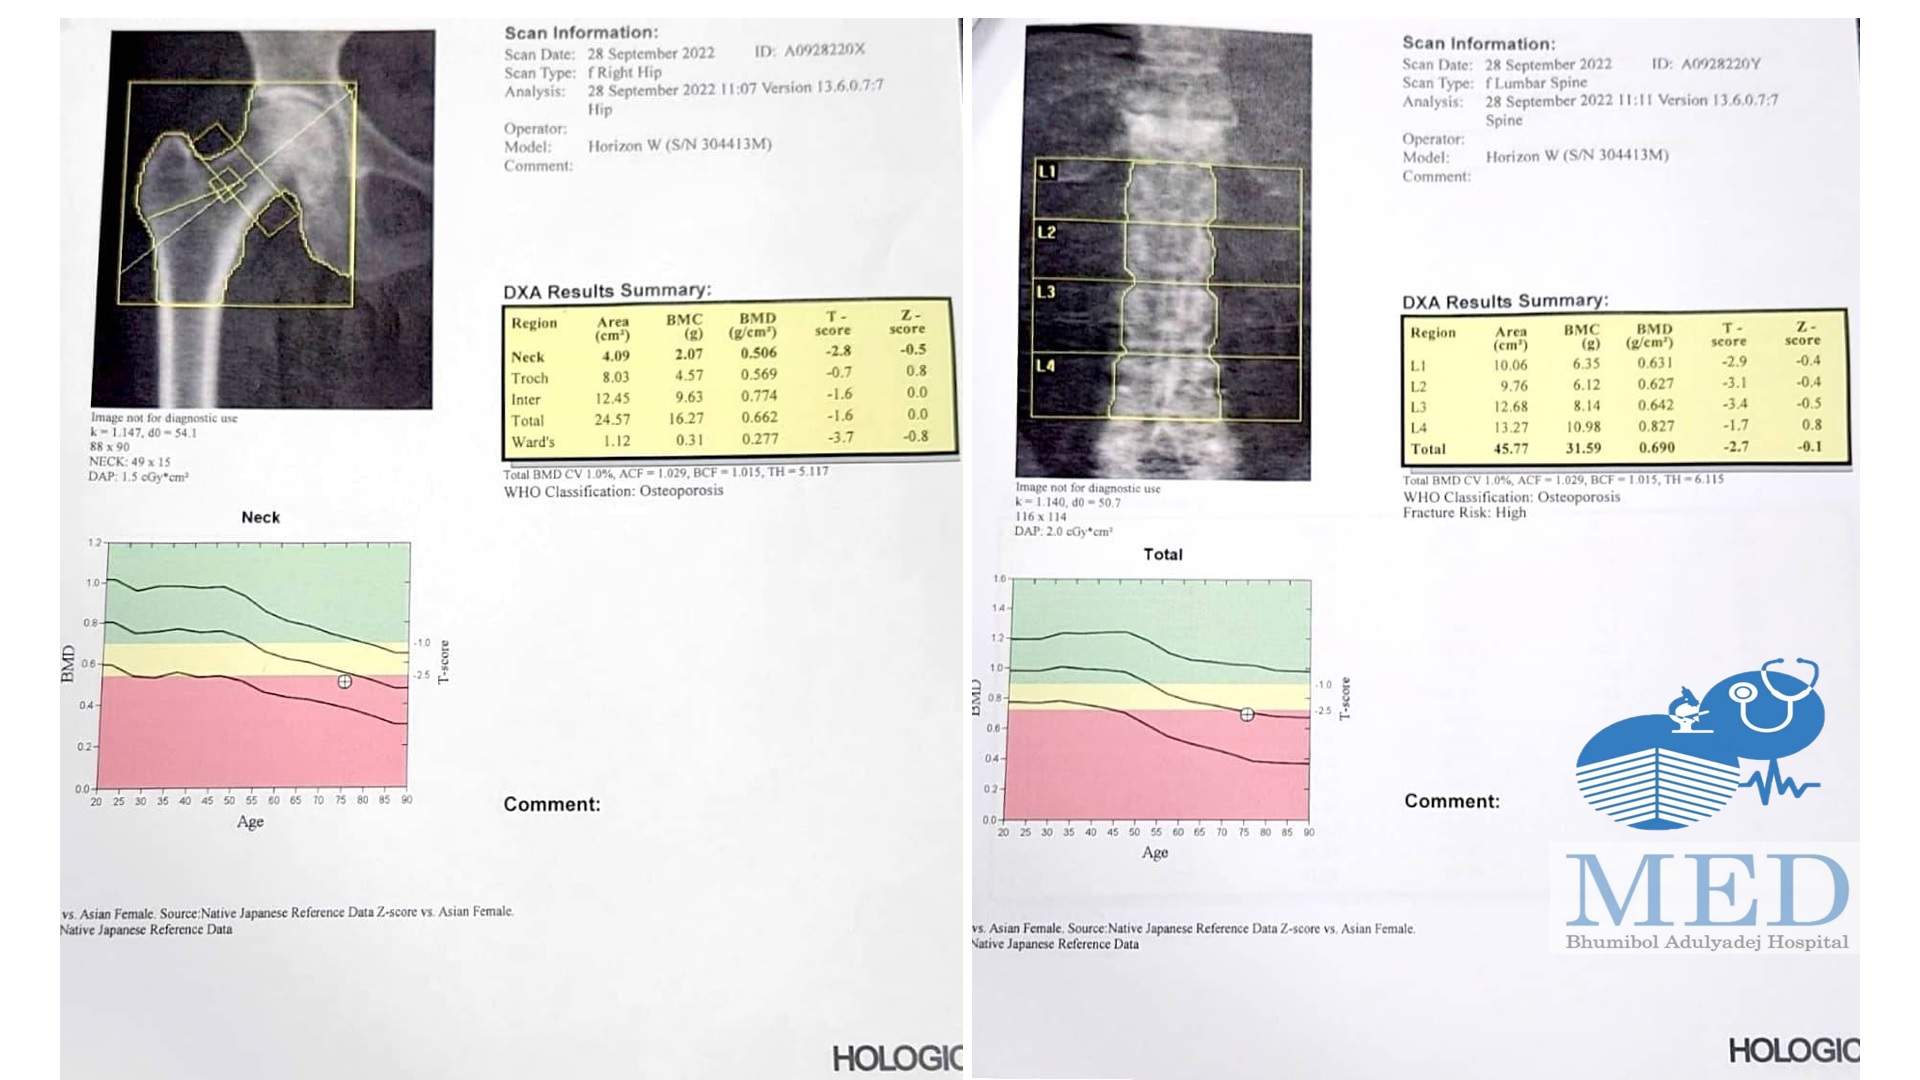 Scan Information:
Scan Date: 28 September 2022 ID: A0928220X
Scan Type: f Right Hip
Analysis: 28 September 2022 11:07 Version 13.6.0.7:7
Hip
Operator:
Model: Horizon W (S/N 304413M)
Comment:
DXA Results Summary:
Region Area (cm²) BMC (g) BMD (g/cm²) T - score Z - score
Neck 4.09 2.07 0.506 -2.8 -0.5
Troch 8.03 4.57 0.569 -0.7 0.8
Inter 12.45 9.63 0.774 -1.6 0.0
Total 24.57 16.27 0.662 -1.6 0.0
Ward's 1.12 0.31 0.277 -3.7 -0.8
Total BMD CV 1.0%, ACF = 1.029, BCF = 1.015, TH = 5.117
WHO Classification: Osteoporosis
Image not for diagnostic use
k = 1.147, d0 = 54.1
88 x 90
NECK: 49 x 15
DAP: 1.5 cGy*cm²
Neck
1.2
1.0
0.8
0.6
0.4
0.2
0.0
BMD
-1.0
-2.5
T-score
20 25 30 35 40 45 50 55 60 65 70 75 80 85 90
Age
Comment:
vs. Asian Female. Source:Native Japanese Reference Data Z-score vs. Asian Female.
Native Japanese Reference Data
HOLOGIC
Scan Information:
Scan Date: 28 September 2022 ID: A0928220Y
Scan Type: f Lumbar Spine
Analysis: 28 September 2022 11:11 Version 13.6.0.7:7
Spine
Operator:
Model: Horizon W (S/N 304413M)
Comment:
L1
L2
L3
L4
DXA Results Summary:
Region Area (cm²) BMC (g) BMD (g/cm²) T - score Z - score
L1 10.06 6.35 0.631 -2.9 -0.4
L2 9.76 6.12 0.627 -3.1 -0.4
L3 12.68 8.14 0.642 -3.4 -0.5
L4 13.27 10.98 0.827 -1.7 0.8
Total 45.77 31.59 0.690 -2.7 -0.1
Total BMD CV 1.0%, ACF = 1.029, BCF = 1.015, TH = 6.115
WHO Classification: Osteoporosis
Fracture Risk: High
Image not for diagnostic use
k = 1.140, d0 = 50.7
116 x 114
DAP: 2.0 cGy*cm²
Total
1.6
1.4
1.2
1.0
0.8
0.6
0.4
0.2
0.0
BMD
-1.0
-2.5
T-score
20 25 30 35 40 45 50 55 60 65 70 75 80 85 90
Age
Comment:
vs. Asian Female. Source:Native Japanese Reference Data Z-score vs. Asian Female.
Native Japanese Reference Data
HOLOGIC
MED
Bhumibol Adulyadej Hospital